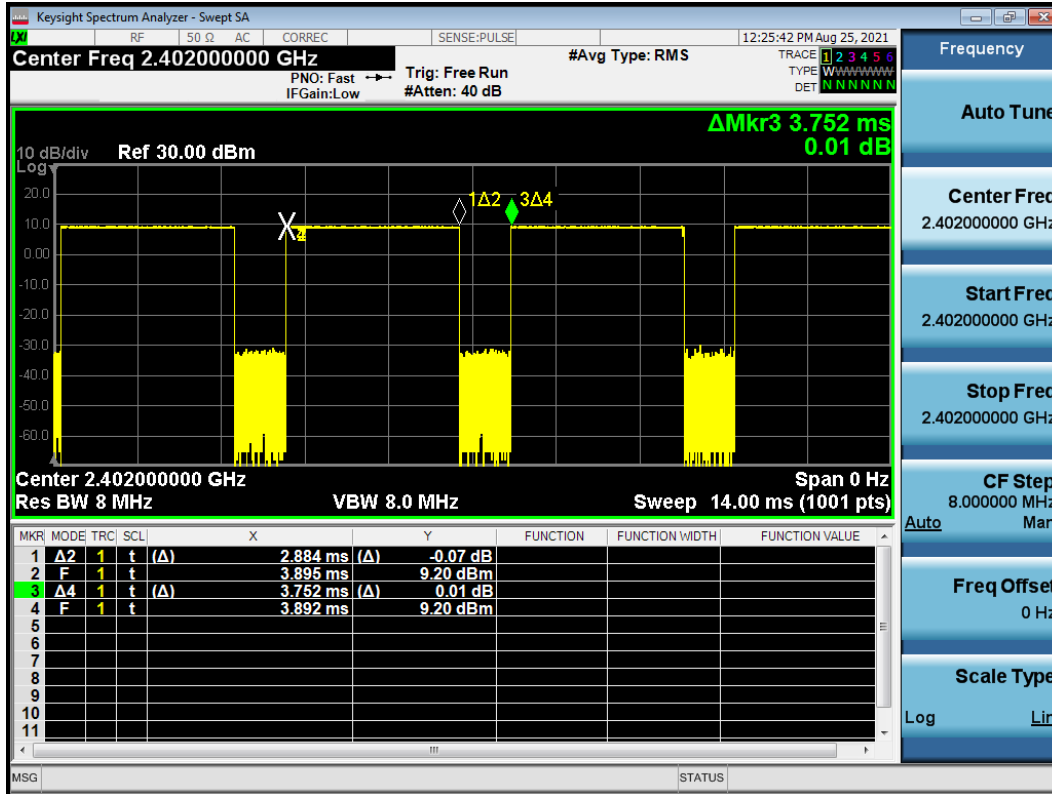 Keysight Spectrum Analyzer - Swept SA
LXI RF 50 Ω AC CORREC SENSE:PULSE 12:25:42 PM Aug 25, 2021
Center Freq 2.402000000 GHz
PNO: Fast
IFGain:Low
Trig: Free Run
#Atten: 40 dB
#Avg Type: RMS
TRACE 1 2 3 4 5 6
TYPE WWWWWW
DET N N N N N N
ΔMkr3 3.752 ms
0.01 dB
10 dB/div Ref 30.00 dBm
Log
1Δ2 3Δ4
20.0
10.0
0.00
-10.0
-20.0
-30.0
-40.0
-50.0
-60.0
Center 2.402000000 GHz Span 0 Hz
Res BW 8 MHz VBW 8.0 MHz Sweep 14.00 ms (1001 pts)
MKR MODE TRC SCL X Y FUNCTION FUNCTION WIDTH FUNCTION VALUE
1 Δ2 1 t (Δ) 2.884 ms (Δ) -0.07 dB
2 F 1 t 3.895 ms 9.20 dBm
3 Δ4 1 t (Δ) 3.752 ms (Δ) 0.01 dB
4 F 1 t 3.892 ms 9.20 dBm
5
6
7
8
9
10
11
MSG STATUS
Frequency
Auto Tune
Center Freq
2.402000000 GHz
Start Freq
2.402000000 GHz
Stop Freq
2.402000000 GHz
CF Step
8.000000 MHz
Auto Man
Freq Offset
0 Hz
Scale Type
Log Lin